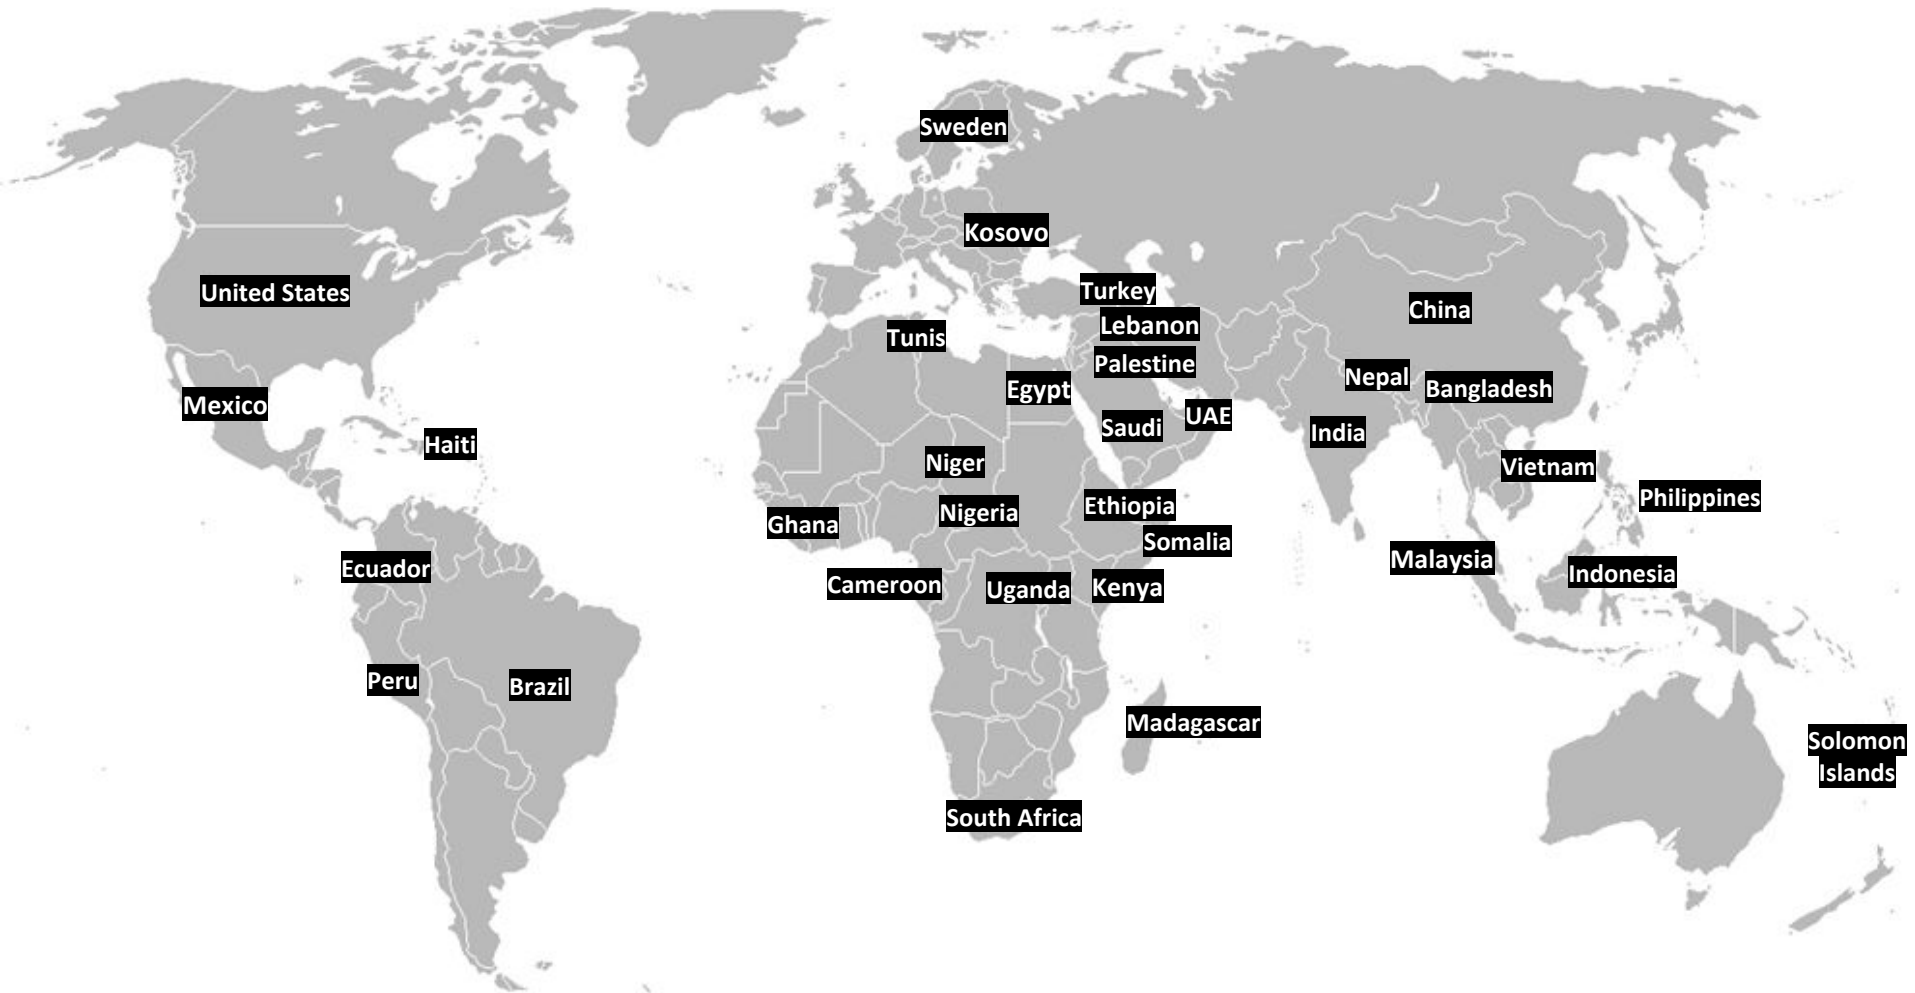 Sweden
Kosovo
United States
Turkey
China
Lebanon
Tunis
Palestine
Nepal
Bangladesh
Egypt
Mexico
UAE
Saudi
India
Haiti
Niger
Vietnam
Philippines
Ethiopia
Nigeria
Ghana
Somalia
Malaysia
Ecuador
Indonesia
Cameroon
Uganda
Kenya
Peru
Brazil
Madagascar
Solomon
Islands
South Africa